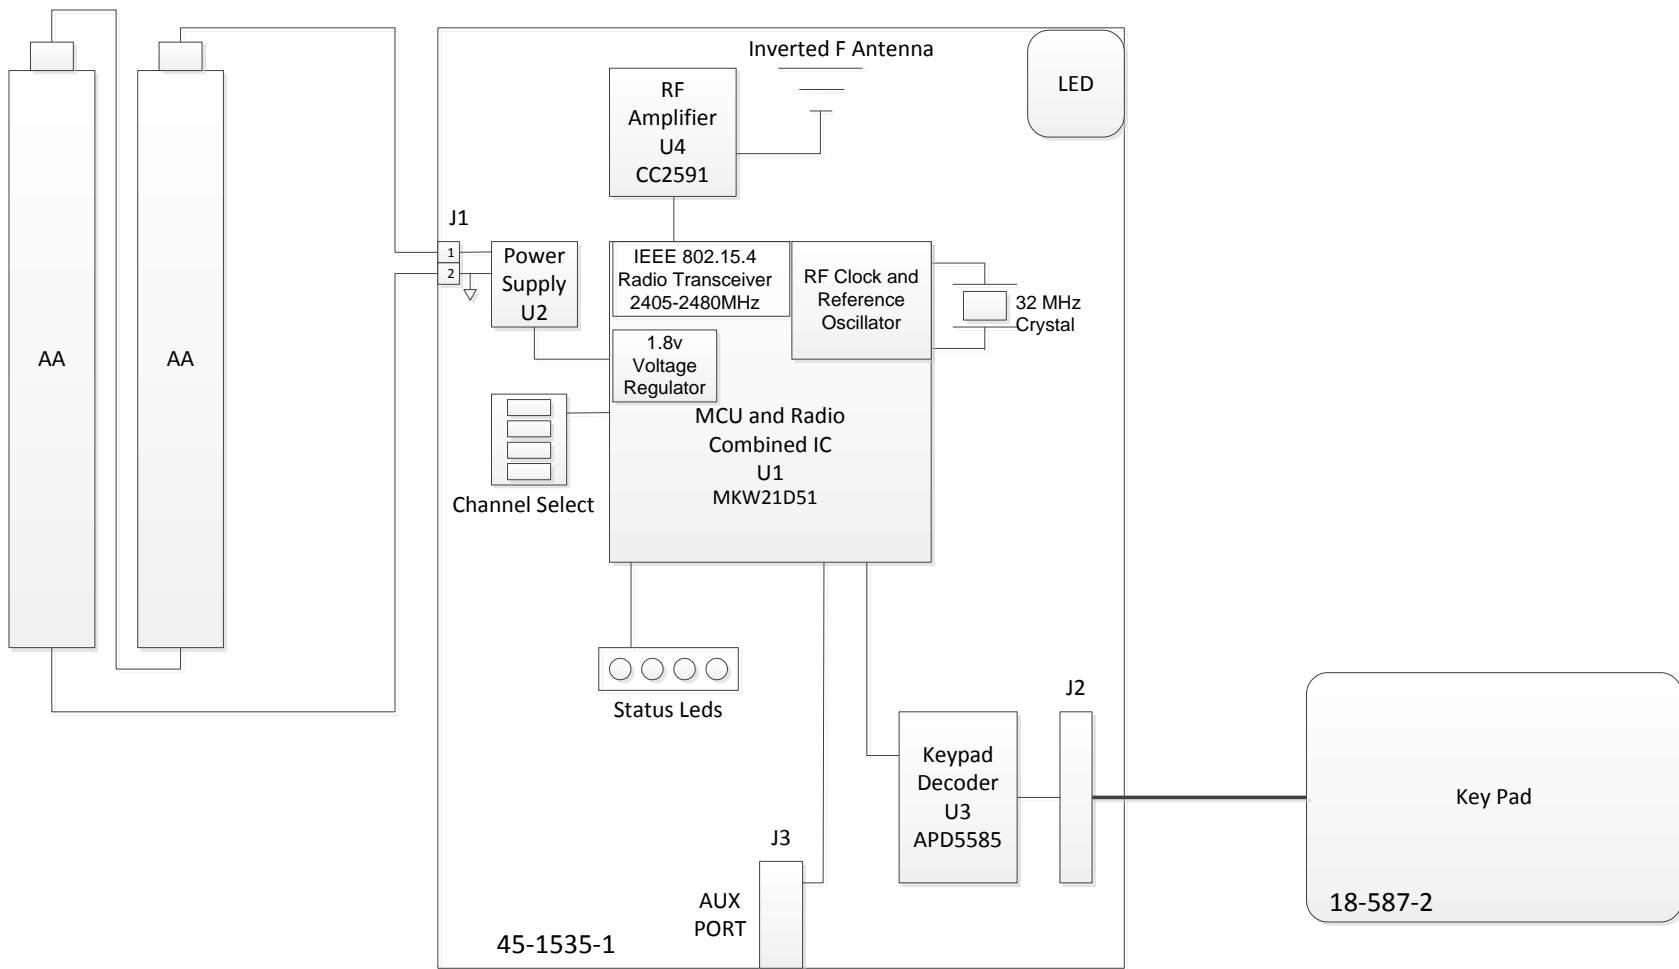 Inverted F Antenna
LED
RF
Amplifier
U4
CC2591
J1
1
2
Power
Supply
U2
IEEE 802.15.4
Radio Transceiver
2405-2480MHz
RF Clock and
Reference
Oscillator
32 MHz
Crystal
1.8v
Voltage
Regulator
AA
AA
MCU and Radio
Combined IC
U1
MKW21D51
Channel Select
Status Leds
J2
Keypad
Decoder
U3
APD5585
Key Pad
J3
AUX
PORT
45-1535-1
18-587-2